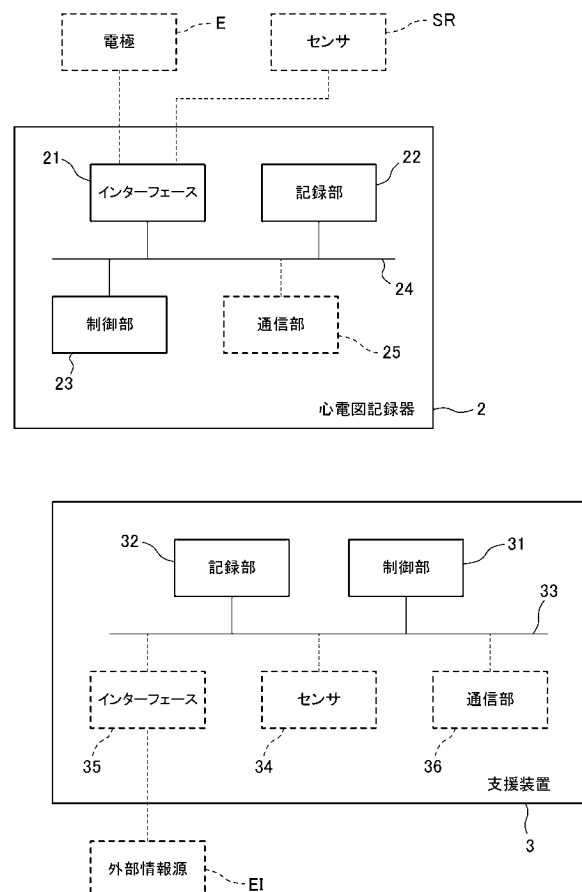 電極
E
センサ
SR
21
インターフェース
記録部
22
24
制御部
23
通信部
25
心電図記録器
2
32
記録部
制御部
31
33
インターフェース
35
センサ
34
通信部
36
支援装置
3
外部情報源
EI